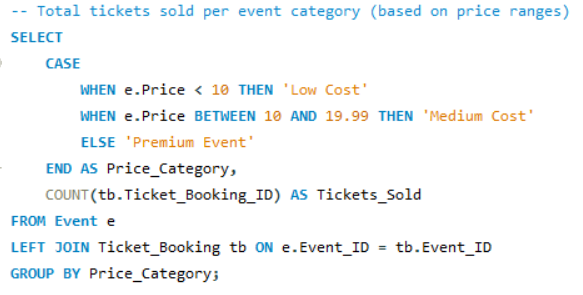 -- Total tickets sold per event category (based on price ranges)
SELECT
    CASE
        WHEN e.Price < 10 THEN 'Low Cost'
        WHEN e.Price BETWEEN 10 AND 19.99 THEN 'Medium Cost'
        ELSE 'Premium Event'
    END AS Price_Category,
    COUNT(tb.Ticket_Booking_ID) AS Tickets_Sold
FROM Event e
LEFT JOIN Ticket_Booking tb ON e.Event_ID = tb.Event_ID
GROUP BY Price_Category;